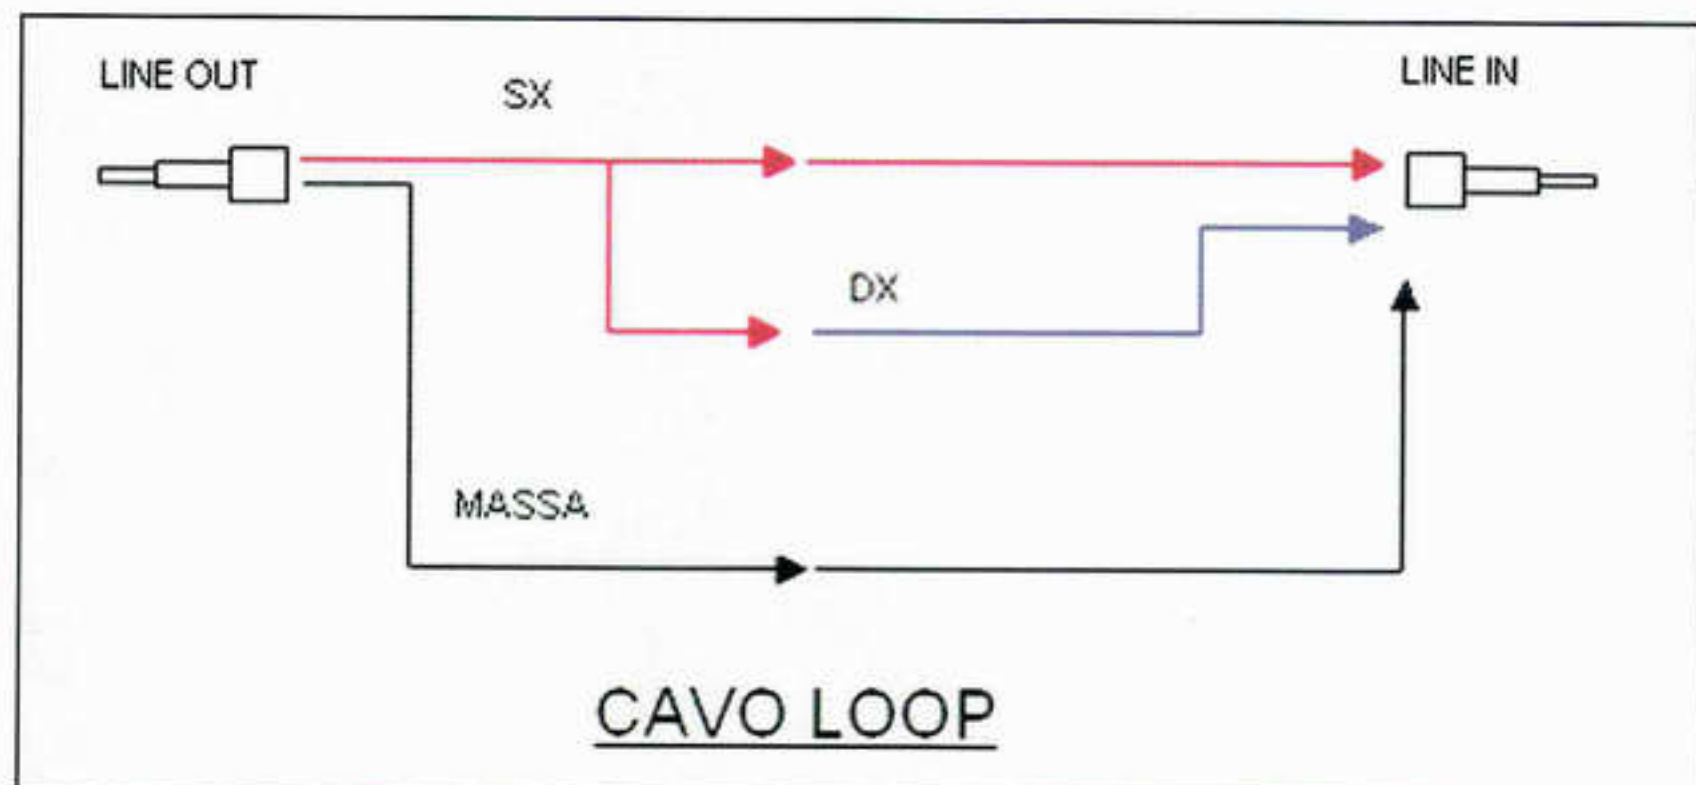 LINE OUT
SX
LINE IN
DX
MASSA
CAVO LOOP